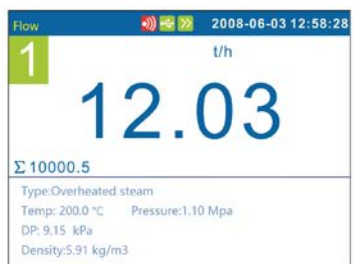 Flow 2008-06-03 12:58:28
1 t/h
12.03
Σ10000.5
Type:Overheated steam
Temp: 200.0 °C Pressure:1.10 Mpa
DP: 9.15 kPa
Density:5.91 kg/m3